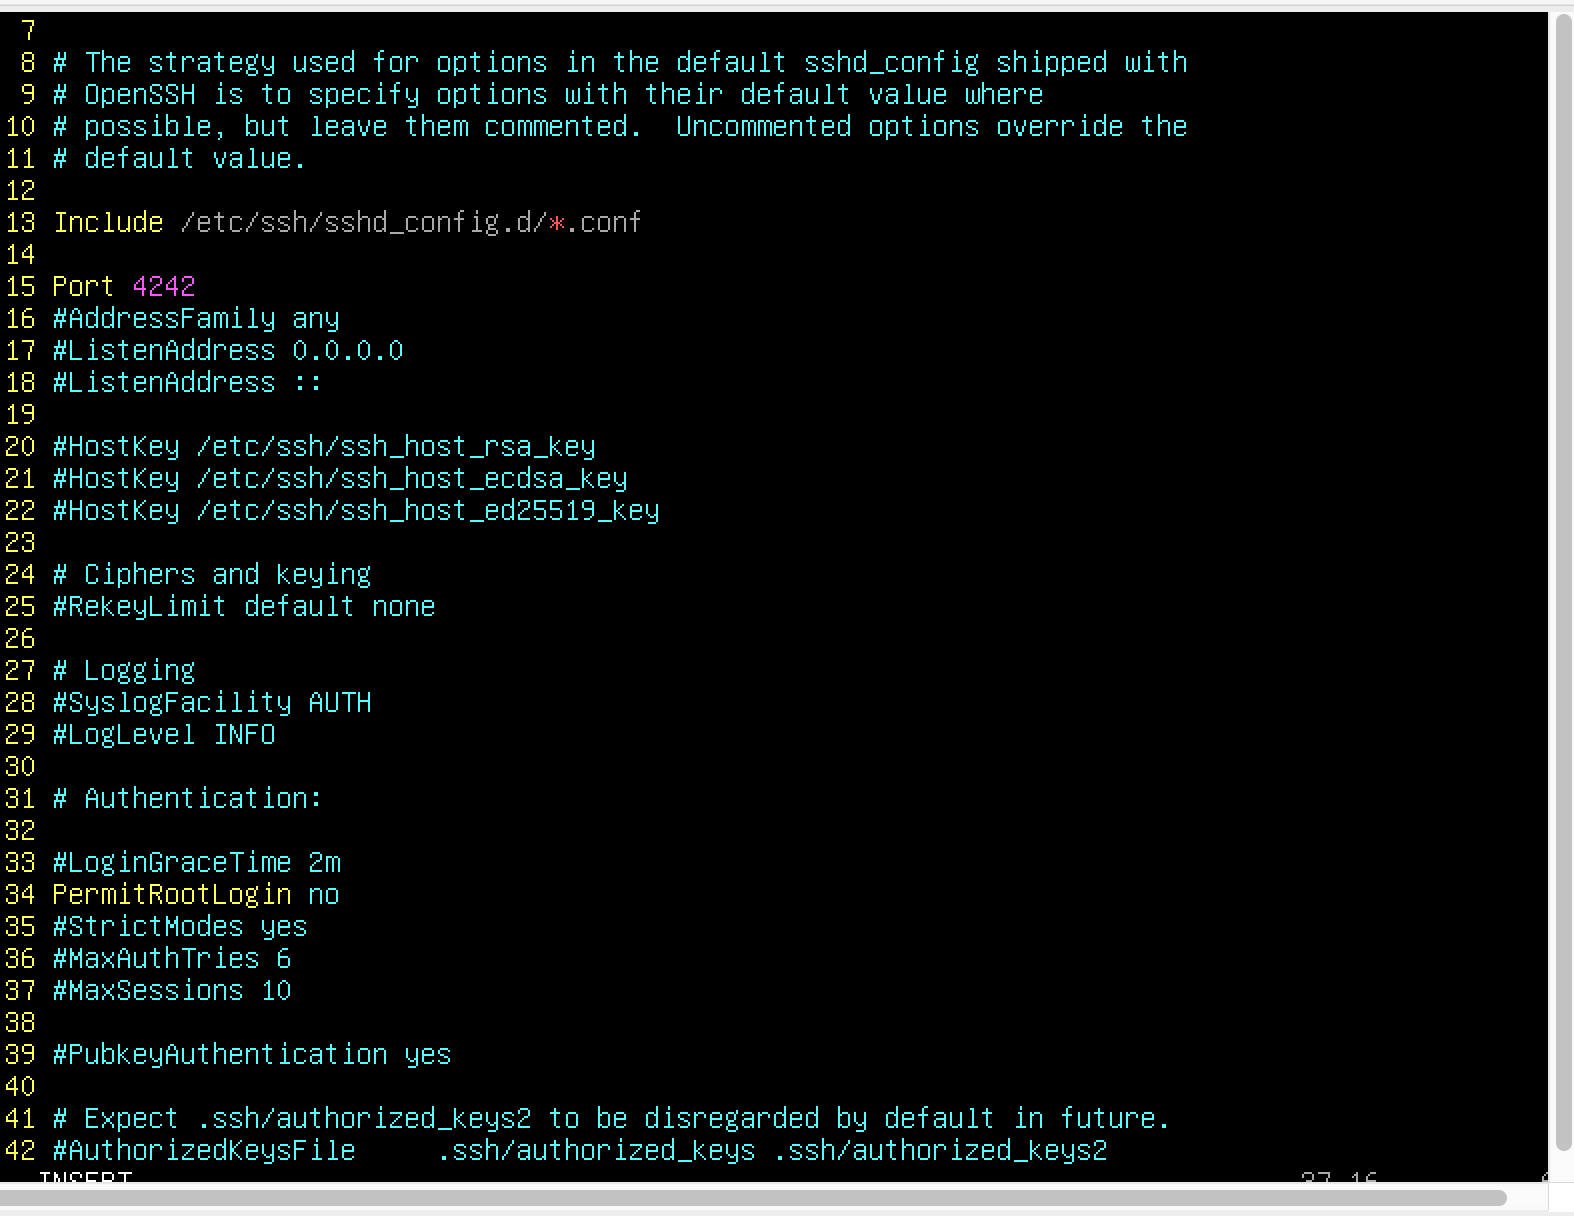 7
8 # The strategy used for options in the default sshd_config shipped with
9 # OpenSSH is to specify options with their default value where
10 # possible, but leave them commented.  Uncommented options override the
11 # default value.
12
13 Include /etc/ssh/sshd_config.d/*.conf
14
15 Port 4242
16 #AddressFamily any
17 #ListenAddress 0.0.0.0
18 #ListenAddress ::
19
20 #HostKey /etc/ssh/ssh_host_rsa_key
21 #HostKey /etc/ssh/ssh_host_ecdsa_key
22 #HostKey /etc/ssh/ssh_host_ed25519_key
23
24 # Ciphers and keying
25 #RekeyLimit default none
26
27 # Logging
28 #SyslogFacility AUTH
29 #LogLevel INFO
30
31 # Authentication:
32
33 #LoginGraceTime 2m
34 PermitRootLogin no
35 #StrictModes yes
36 #MaxAuthTries 6
37 #MaxSessions 10
38
39 #PubkeyAuthentication yes
40
41 # Expect .ssh/authorized_keys2 to be disregarded by default in future.
42 #AuthorizedKeysFile     .ssh/authorized_keys .ssh/authorized_keys2
INSERT 37,16